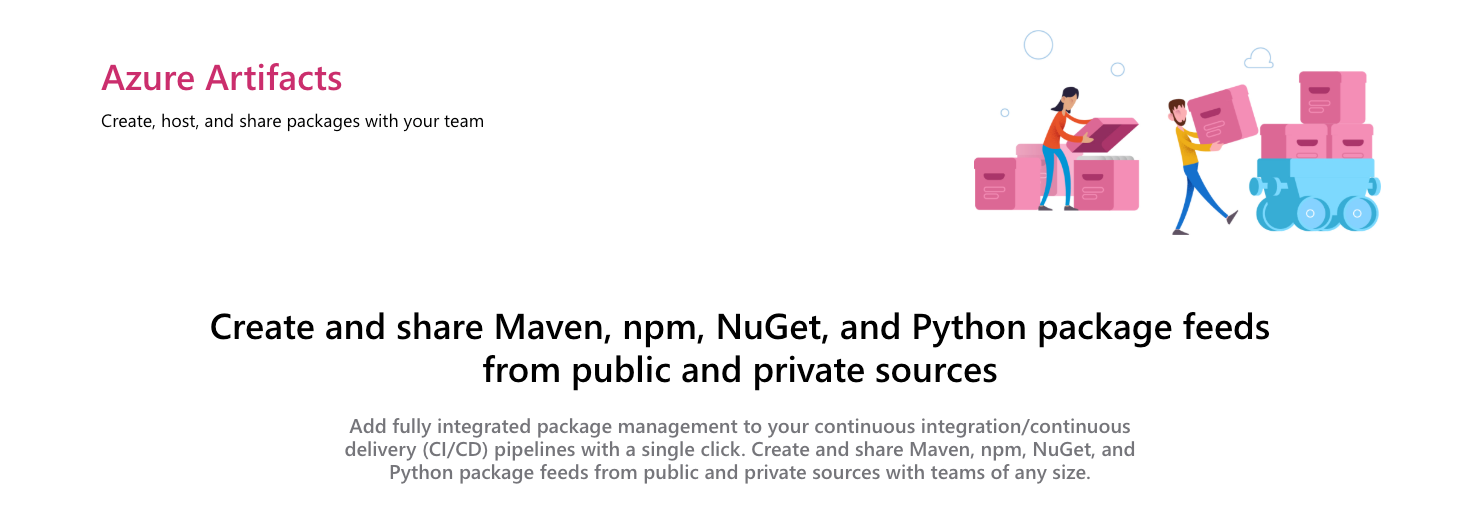 Azure Artifacts
Create, host, and share packages with your team
Create and share Maven, npm, NuGet, and Python package feeds
from public and private sources
Add fully integrated package management to your continuous integration/continuous
delivery (CI/CD) pipelines with a single click. Create and share Maven, npm, NuGet, and
Python package feeds from public and private sources with teams of any size.